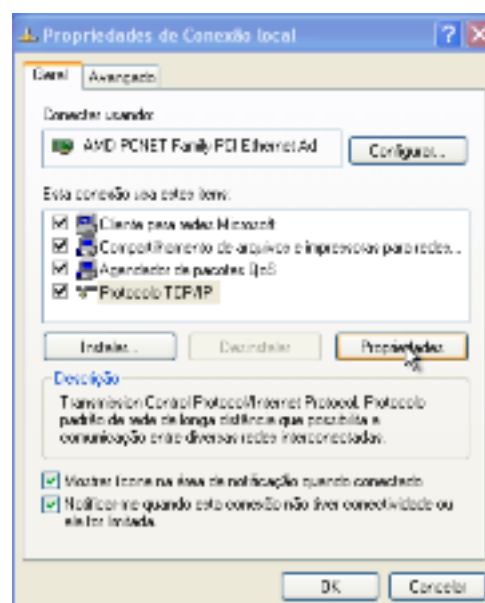 Propriedades de Conexão local
Geral Avançado
Conectar usando:
AMD PCNET Family PCI Ethernet Ad
Configurar...
Esta conexão usa estes itens:
Cliente para redes Microsoft
Compartilhamento de arquivos e impressoras para redes...
Agendador de pacotes QoS
Protocolo TCP/IP
Instalar... Desinstalar Propriedades
Descrição
Transmission Control Protocol/Internet Protocol. Protocolo
padrão de rede de longa distância que possibilita a
comunicação entre diversas redes interconectadas.
Mostrar ícone na área de notificação quando conectado
Notificar-me quando esta conexão não tiver conectividade ou
ela for limitada.
OK Cancelar